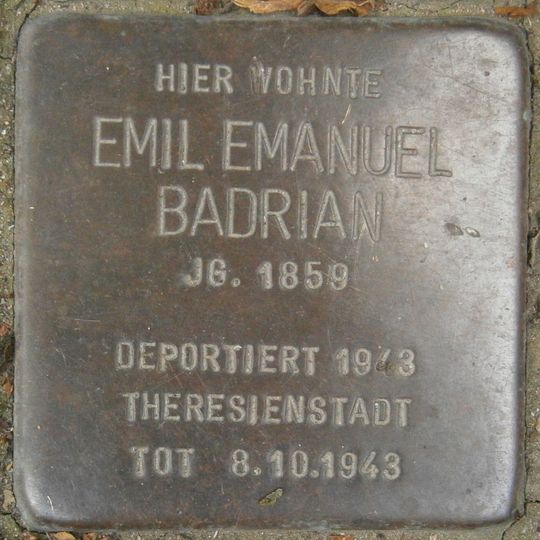 HIER WOHNTE
EMIL EMANUEL
BADRIAN
JG. 1859
DEPORTIERT 1943
THERESIENSTADT
TOT 8.10.1943